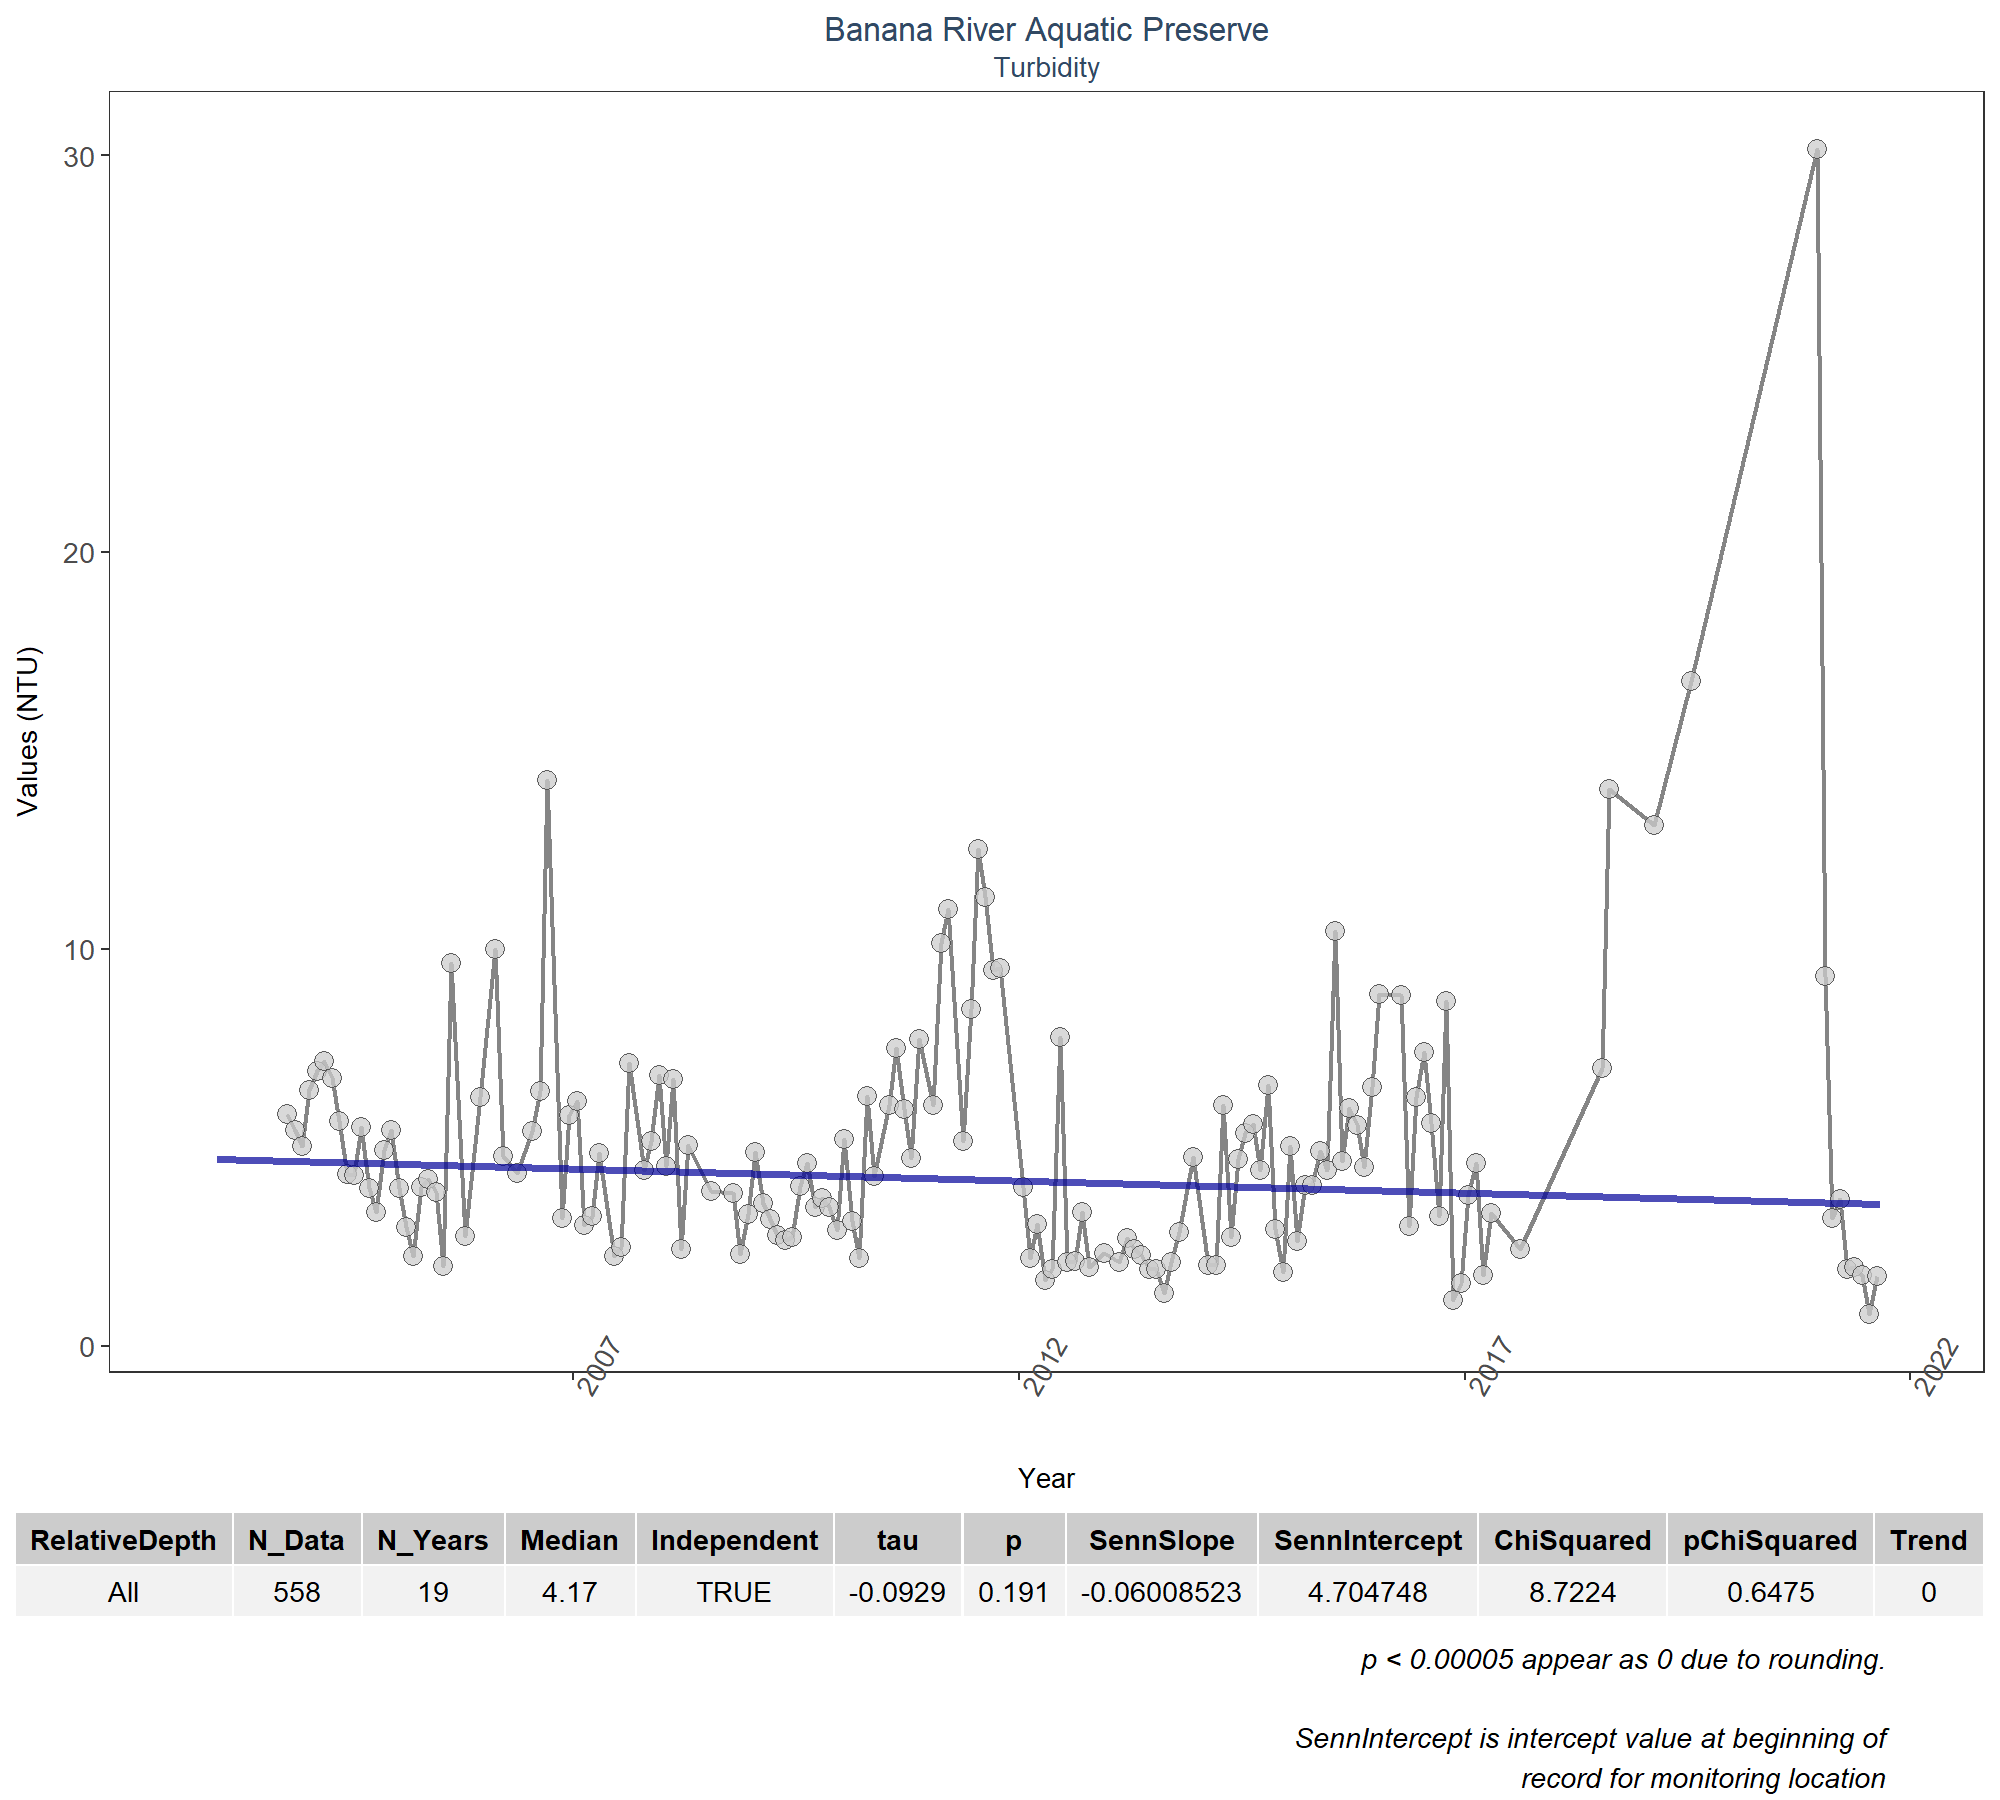 Banana River Aquatic Preserve
Turbidity
30
20
10
0
Values (NTU)
2007
2012
2017
2022
Year
RelativeDepth N_Data N_Years Median Independent tau p SennSlope SennIntercept ChiSquared pChiSquared Trend
All 558 19 4.17 TRUE -0.0929 0.191 -0.06008523 4.704748 8.7224 0.6475 0
p < 0.00005 appear as 0 due to rounding.
SennIntercept is intercept value at beginning of
record for monitoring location